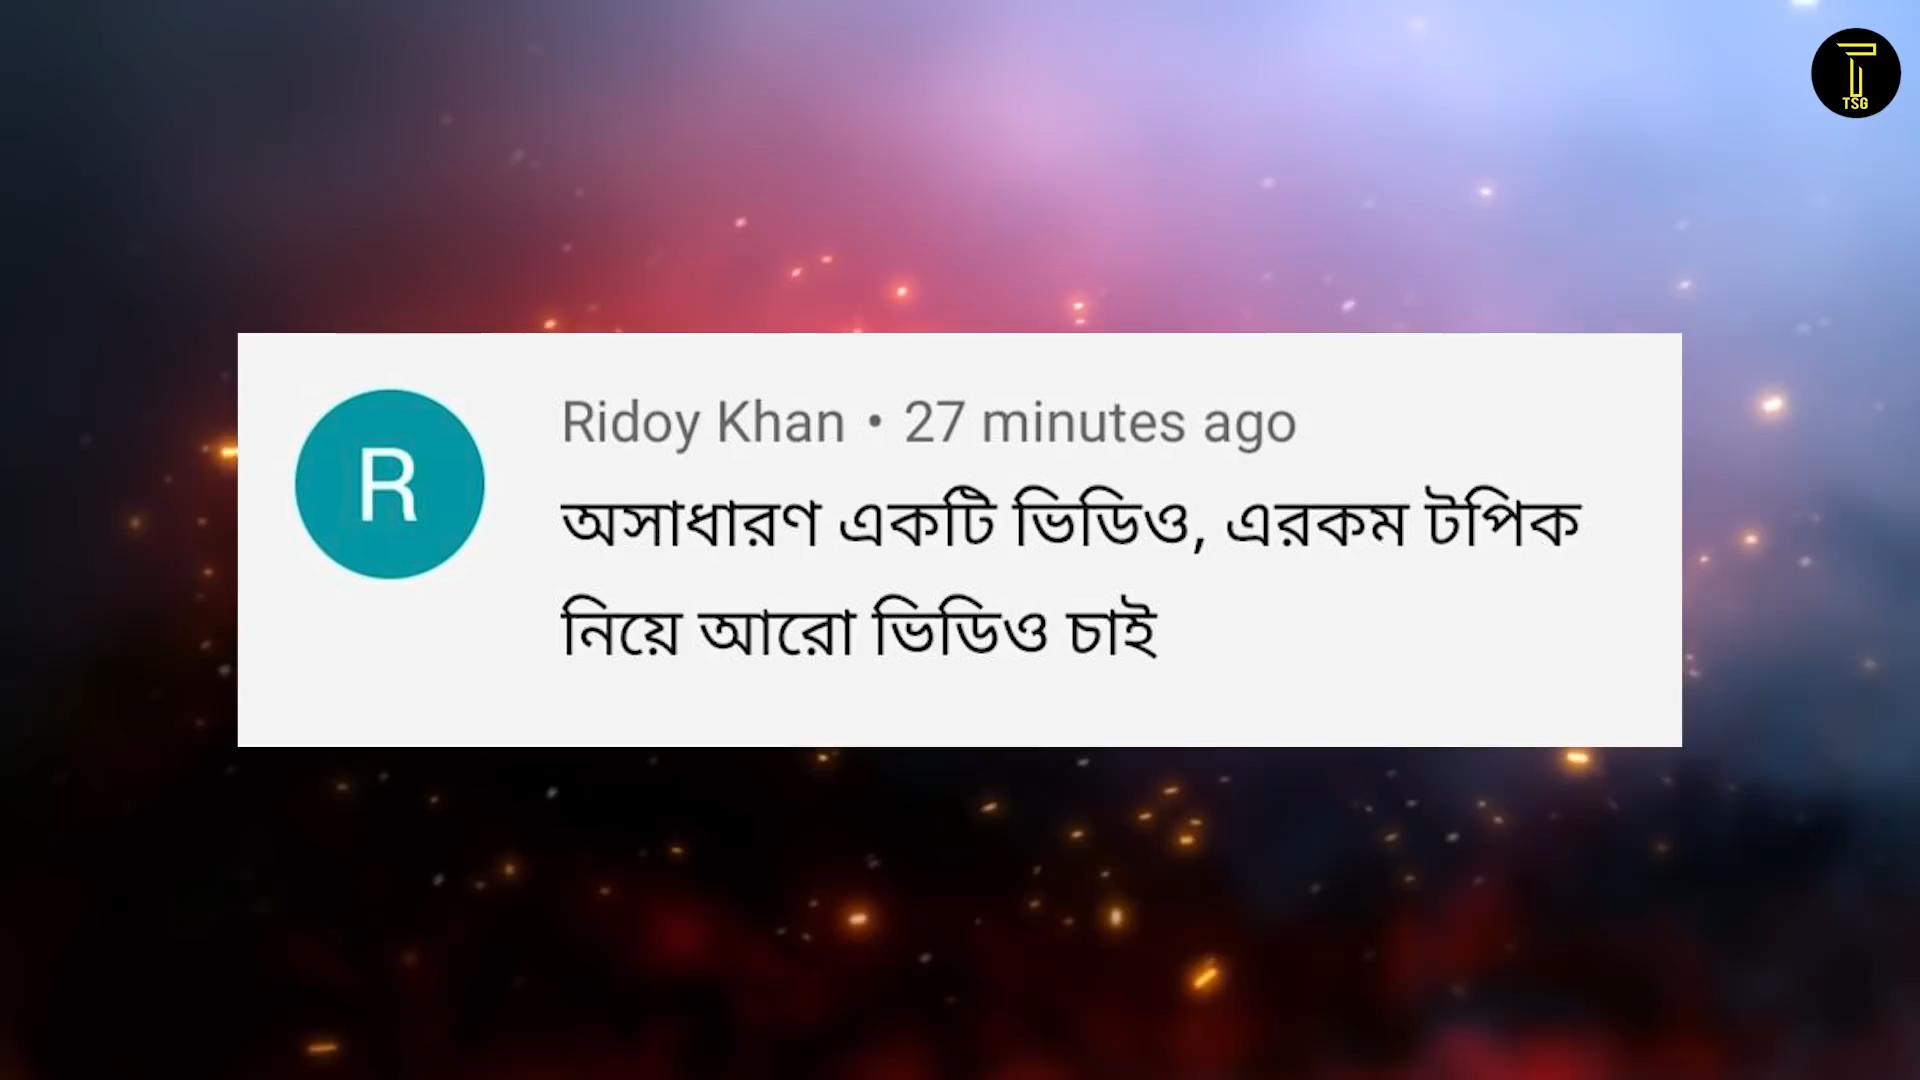 TSG
R
Ridoy Khan • 27 minutes ago
অসাধারণ একটি ভিডিও, এরকম টপিক
নিয়ে আরো ভিডিও চাই